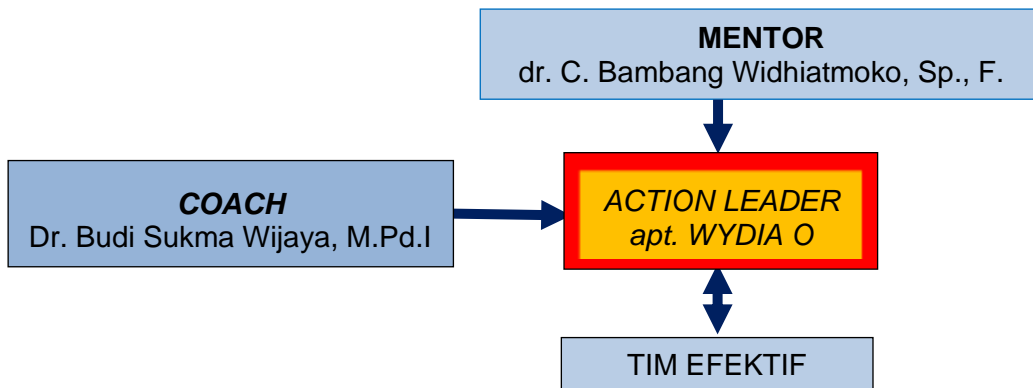 MENTOR
dr. C. Bambang Widhiatmoko, Sp., F.
COACH
Dr. Budi Sukma Wijaya, M.Pd.I
ACTION LEADER
apt. WYDIA O
TIM EFEKTIF